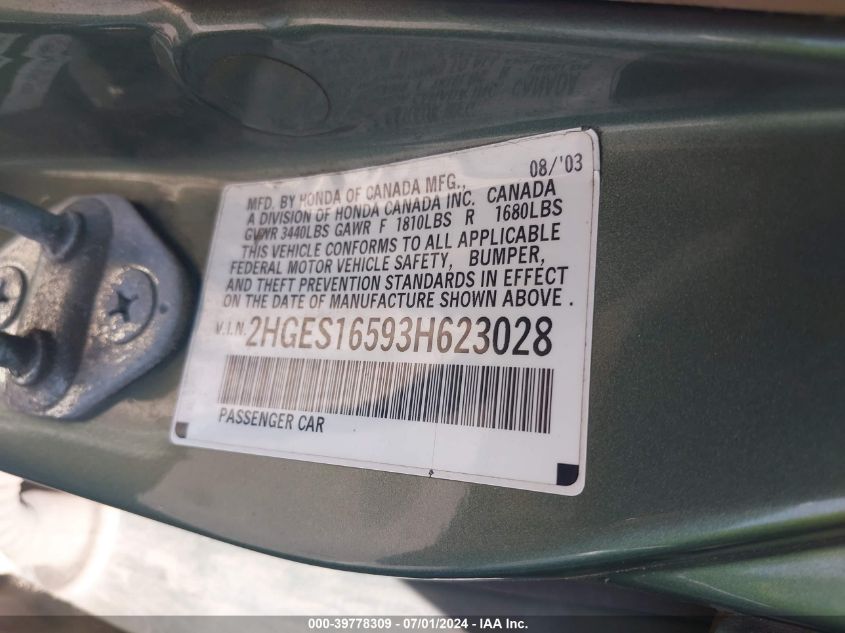 08/'03
MFD. BY HONDA OF CANADA MFG.,
A DIVISION OF HONDA CANADA INC. CANADA
GVWR 3440LBS GAWR F 1810LBS R 1680LBS
THIS VEHICLE CONFORMS TO ALL APPLICABLE
FEDERAL MOTOR VEHICLE SAFETY, BUMPER,
AND THEFT PREVENTION STANDARDS IN EFFECT
ON THE DATE OF MANUFACTURE SHOWN ABOVE.
V.I.N. 2HGES16593H623028
PASSENGER CAR
000-39778309 - 07/01/2024 - IAA Inc.